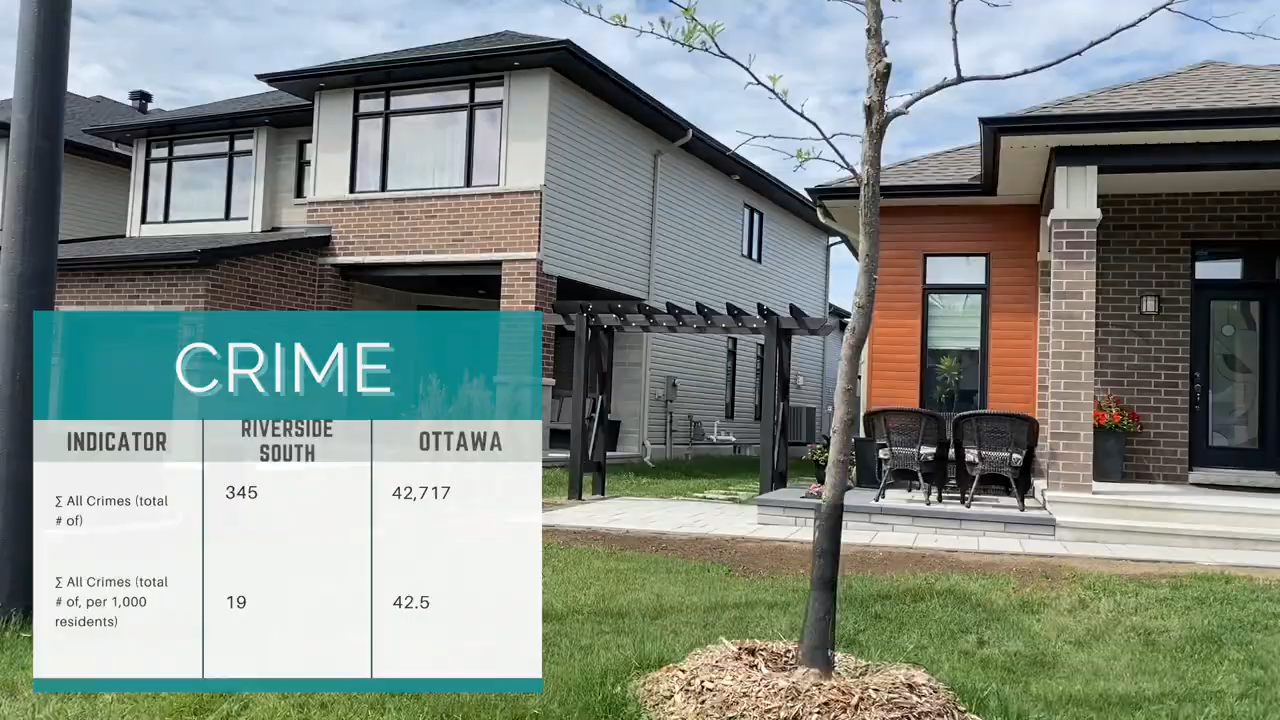 CRIME
INDICATOR
RIVERSIDE
SOUTH
OTTAWA
∑ All Crimes (total
# of)
345
42,717
∑ All Crimes (total
# of, per 1,000
residents)
19
42.5